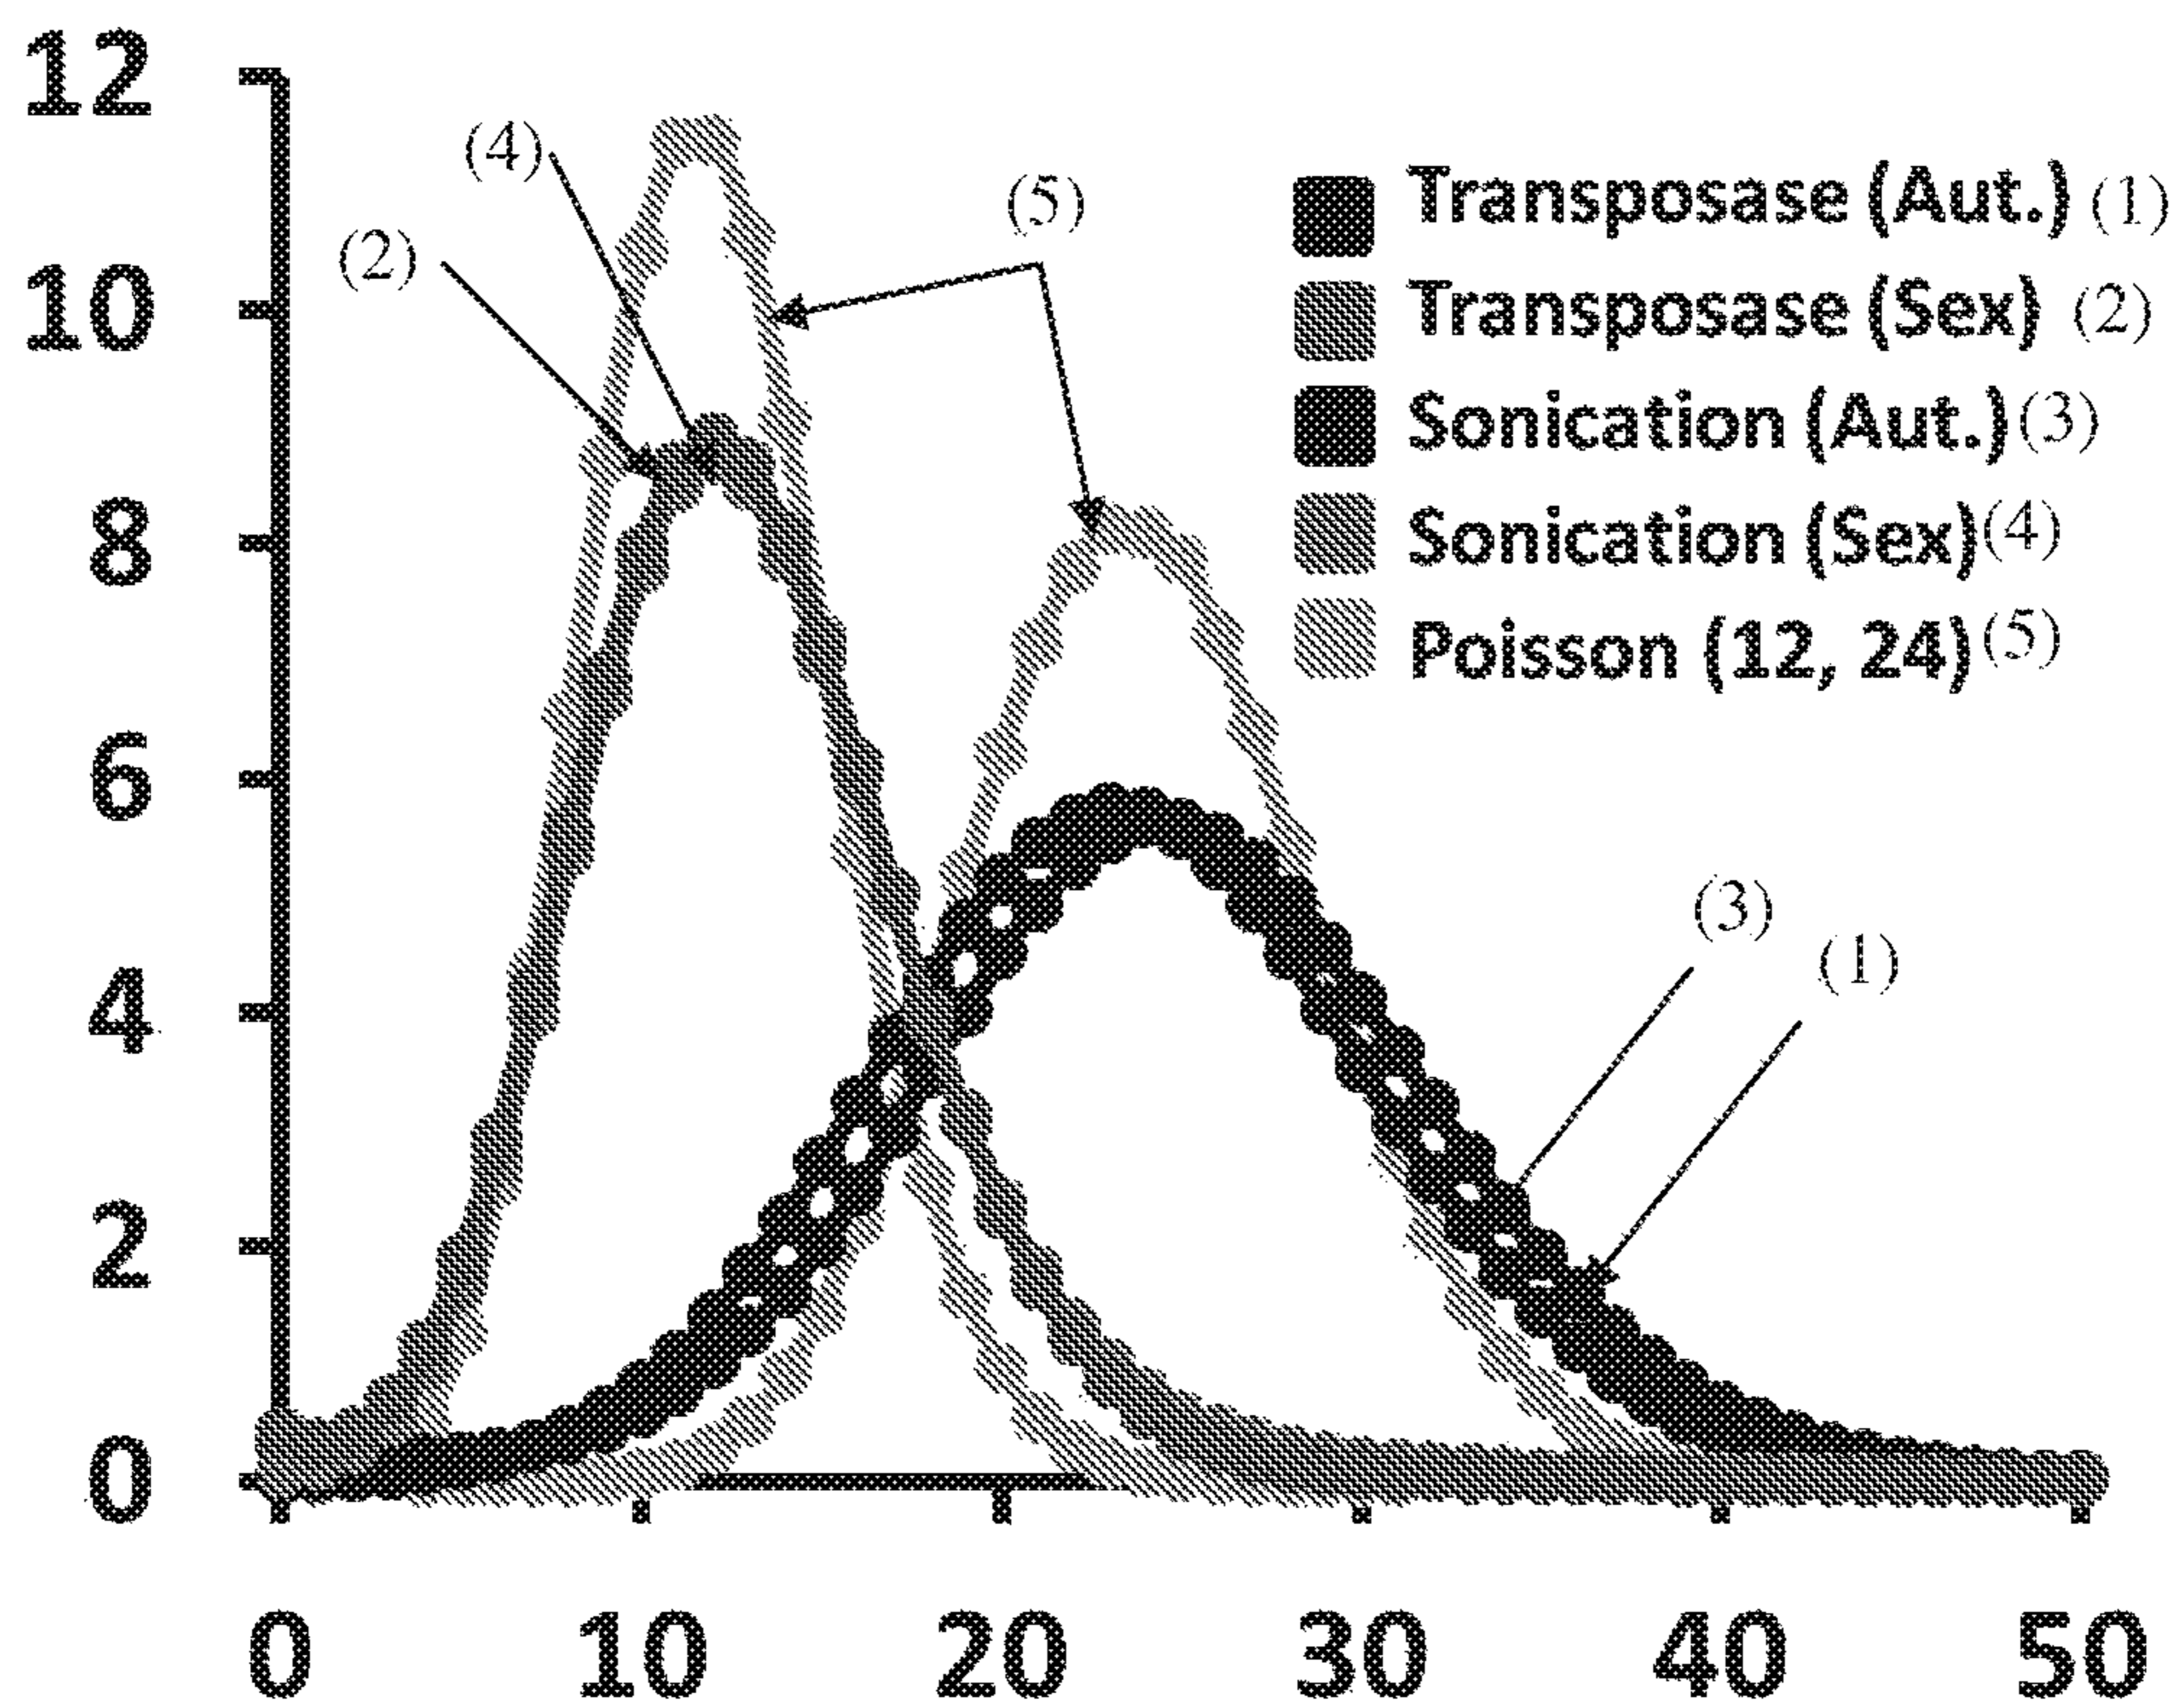 12
10
8
6
4
2
0
0 10 20 30 40 50
(4)
(2)
(5)
(3)
(1)
Transposase (Aut.) (1)
Transposase (Sex) (2)
Sonication (Aut.) (3)
Sonication (Sex) (4)
Poisson (12, 24) (5)